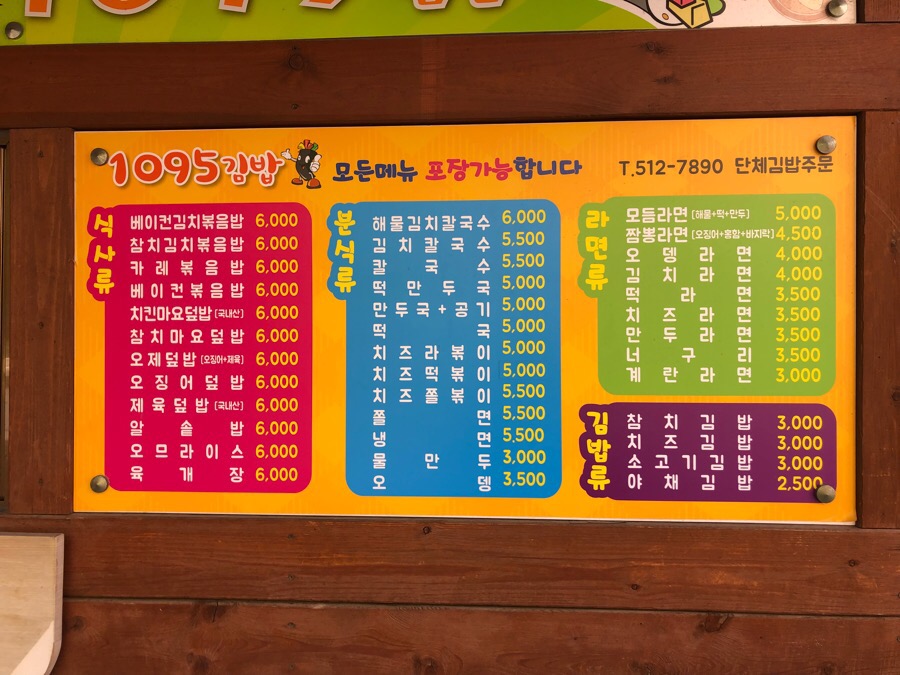 1095김밥 모든메뉴 포장가능합니다 T.512-7890 단체김밥주문
식사류
베이컨김치볶음밥 6,000
참치김치볶음밥 6,000
카레볶음밥 6,000
베이컨볶음밥 6,000
치킨마요덮밥 [국내산] 6,000
참치마요덮밥 6,000
오제덮밥 [오징어+제육] 6,000
오징어덮밥 6,000
제육덮밥 [국내산] 6,000
알솥밥 6,000
오므라이스 6,000
육개장 6,000
분식류
해물김치칼국수 6,000
김치칼국수 5,500
칼국수 5,500
떡만두국 5,000
만두국+공기 5,000
떡국 5,000
치즈라볶이 5,000
치즈떡볶이 5,000
치즈쫄볶이 5,500
쫄면 5,500
냉면 5,500
물만두 3,000
오뎅 3,500
라면류
모듬라면 [해물+떡+만두] 5,000
짬뽕라면 [오징어+홍합+바지락] 4,500
오뎅라면 4,000
김치라면 4,000
떡라면 3,500
치즈라면 3,500
만두라면 3,500
너구리 3,500
계란라면 3,000
김밥류
참치김밥 3,000
치즈김밥 3,000
소고기김밥 3,000
야채김밥 2,500